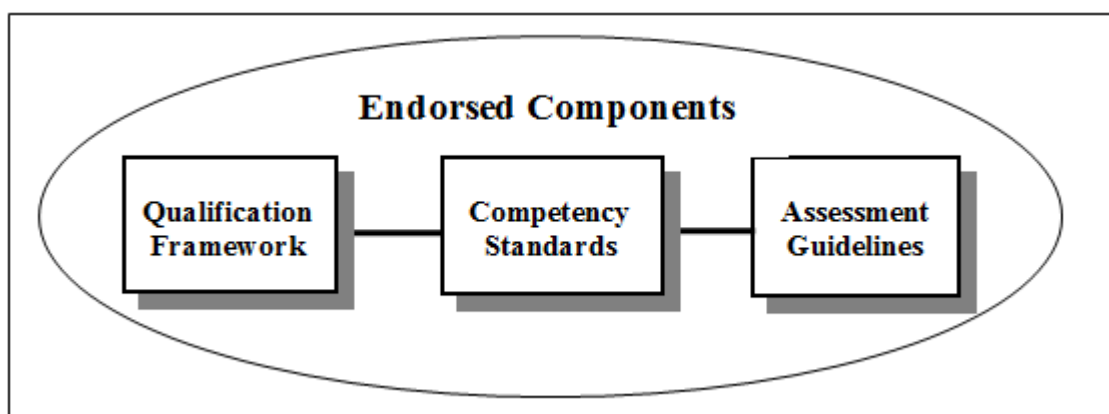 Endorsed Components
Qualification
Framework
Competency
Standards
Assessment
Guidelines